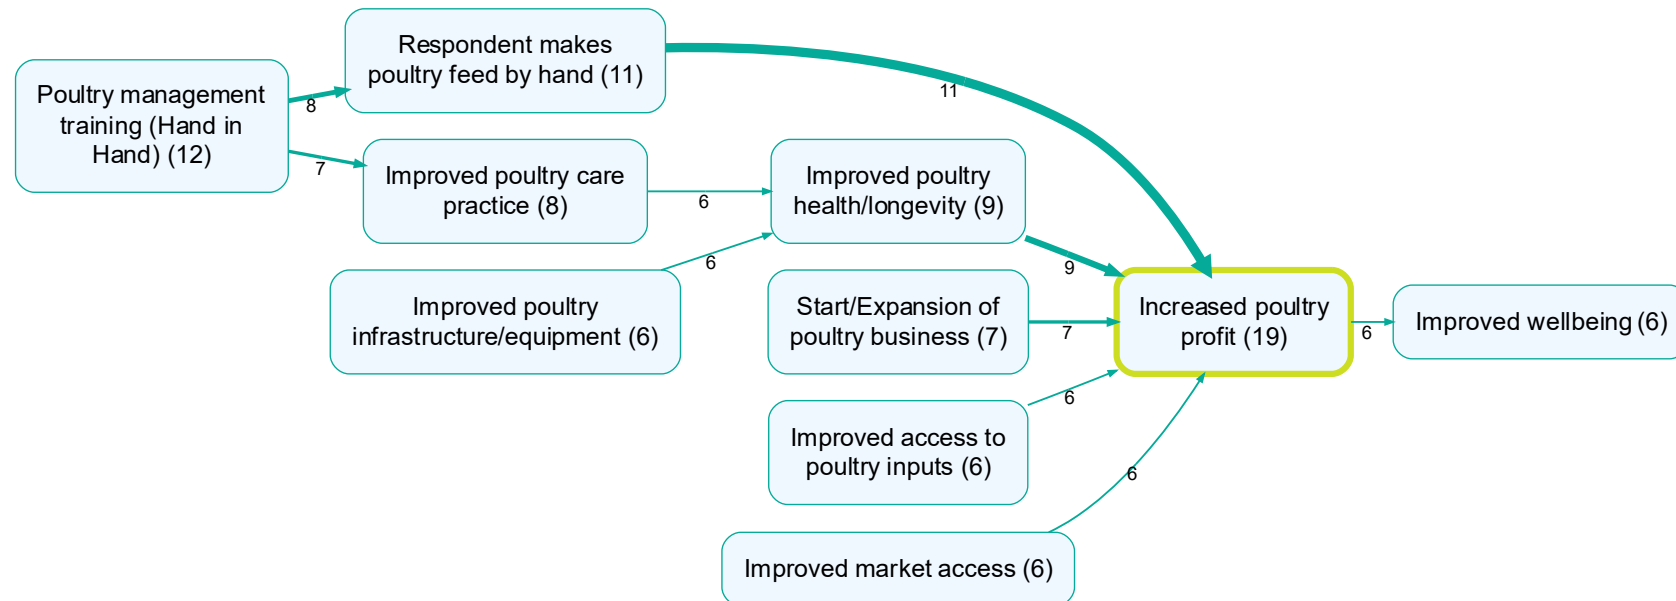 Respondent makes
poultry feed by hand (11)
Poultry management
training (Hand in
Hand) (12)
8
11
7
Improved poultry care
practice (8)
6
Improved poultry
health/longevity (9)
6
9
Improved poultry
infrastructure/equipment (6)
Start/Expansion of
poultry business (7)
7
Increased poultry
profit (19)
6
Improved wellbeing (6)
6
Improved access to
poultry inputs (6)
6
Improved market access (6)